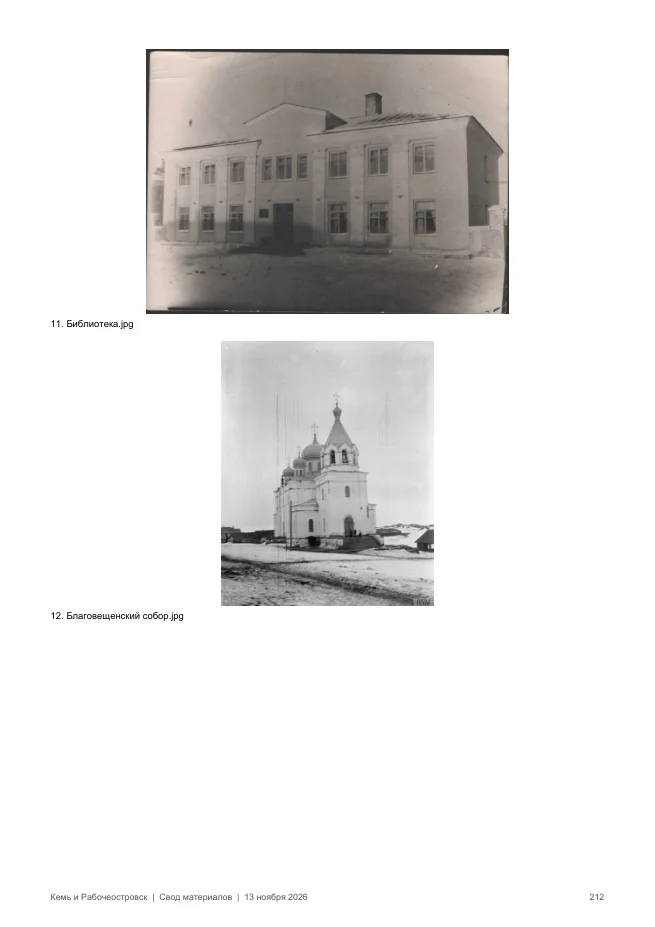 11. Библиотека.jpg
12. Благовещенский собор.jpg
Кемь и Рабочеостровск | Свод материалов | 13 ноября 2026
212